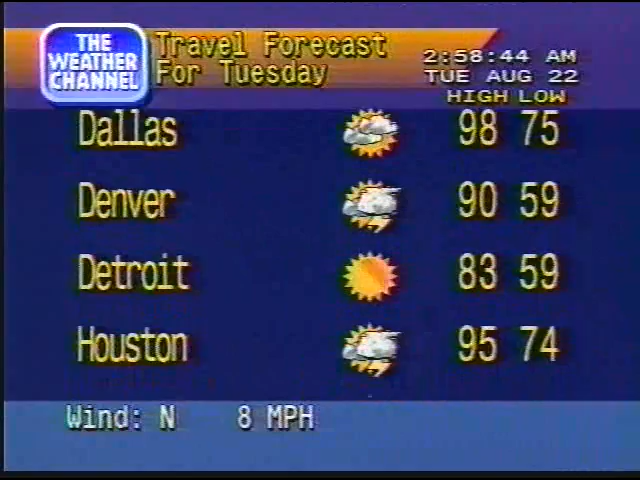 THE
WEATHER
CHANNEL
Travel Forecast
For Tuesday
2:58:44 AM
TUE AUG 22
HIGH LOW
Dallas 98 75
Denver 90 59
Detroit 83 59
Houston 95 74
Wind: N 8 MPH